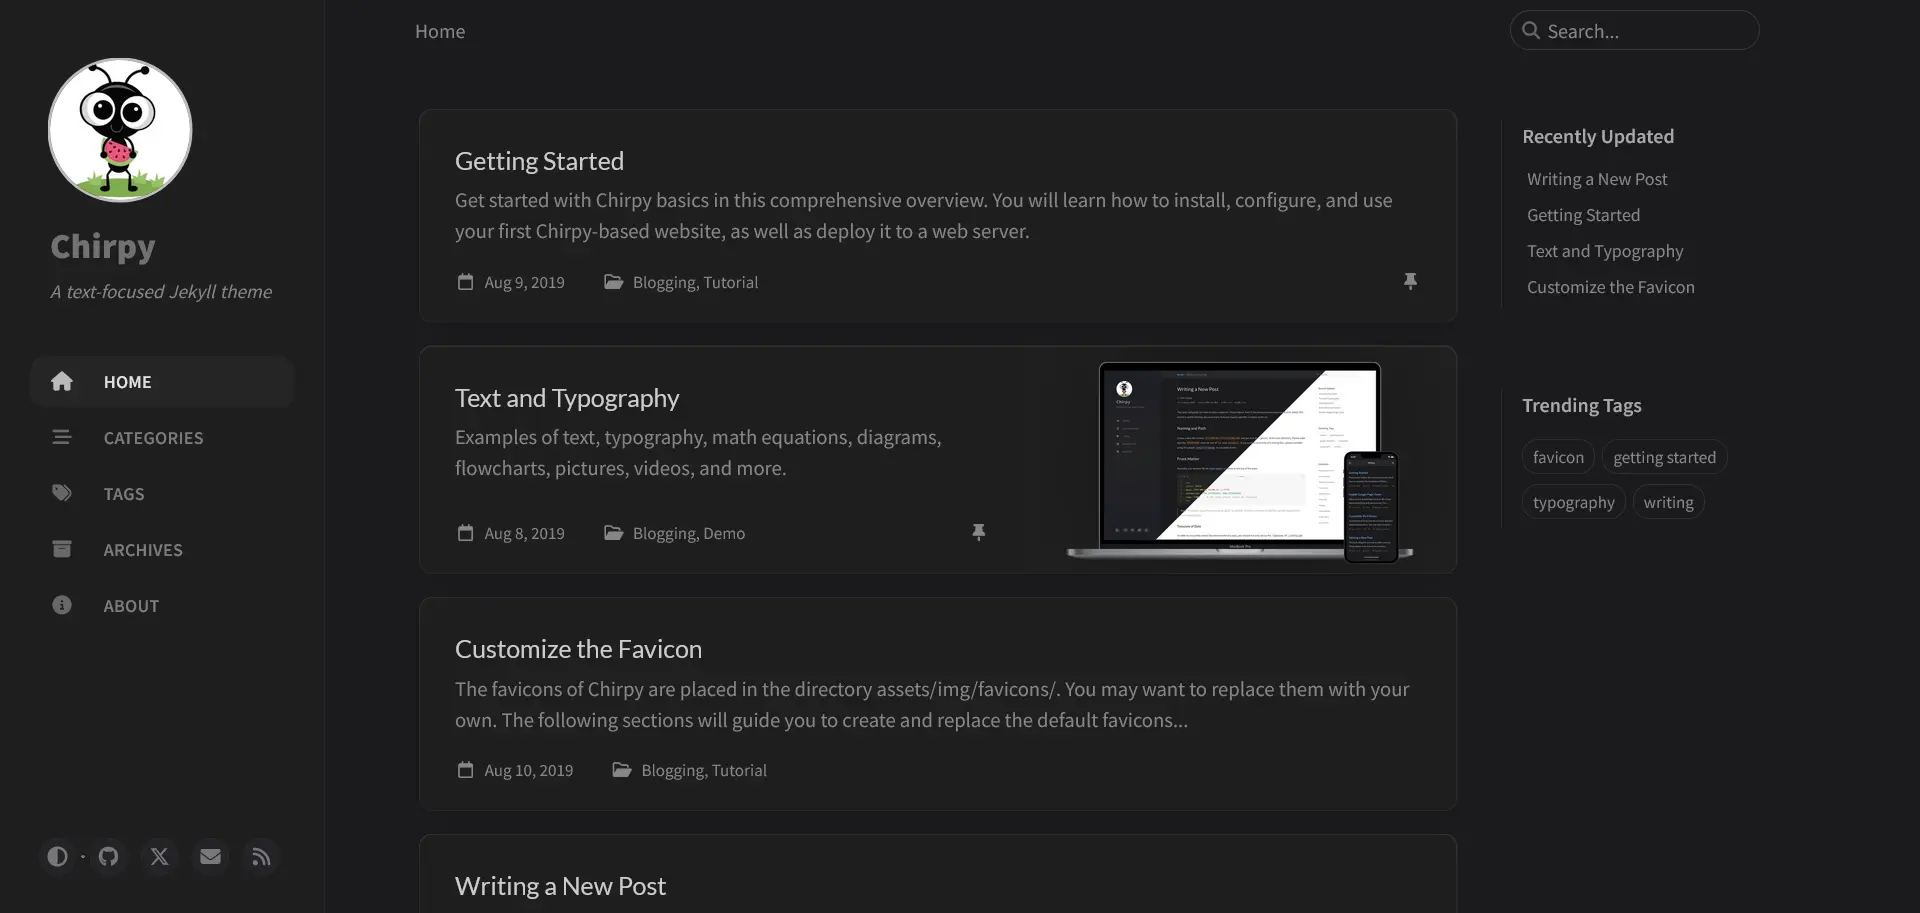 Home
Search...
Chirpy
A text-focused Jekyll theme
HOME
CATEGORIES
TAGS
ARCHIVES
ABOUT
Getting Started
Get started with Chirpy basics in this comprehensive overview. You will learn how to install, configure, and use
your first Chirpy-based website, as well as deploy it to a web server.
Aug 9, 2019
Blogging, Tutorial
Text and Typography
Examples of text, typography, math equations, diagrams,
flowcharts, pictures, videos, and more.
Aug 8, 2019
Blogging, Demo
Chirpy
Writing a New Post
Customize the Favicon
The favicons of Chirpy are placed in the directory assets/img/favicons/. You may want to replace them with your
own. The following sections will guide you to create and replace the default favicons...
Aug 10, 2019
Blogging, Tutorial
Writing a New Post
Recently Updated
Writing a New Post
Getting Started
Text and Typography
Customize the Favicon
Trending Tags
favicon
getting started
typography
writing